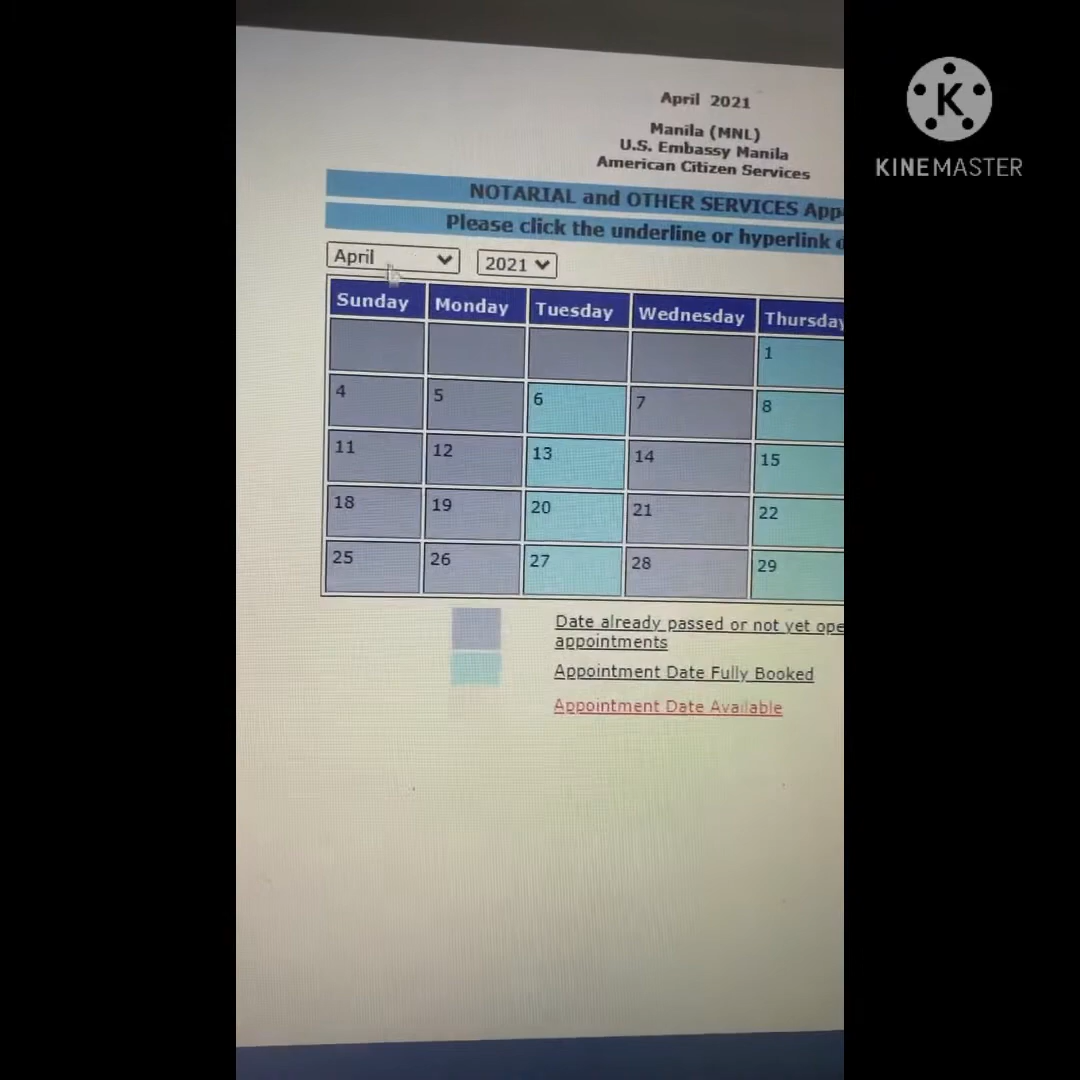 April 2021
Manila (MNL)
U.S. Embassy Manila
American Citizen Services
NOTARIAL and OTHER SERVICES
Please click the underline or hyperlink
April 2021
Sunday Monday Tuesday Wednesday Thursday
1
4 5 6 7 8
11 12 13 14 15
18 19 20 21 22
25 26 27 28 29
Date already passed or not yet
appointments
Appointment Date Fully Booked
Appointment Date Available
K
KINEMASTER